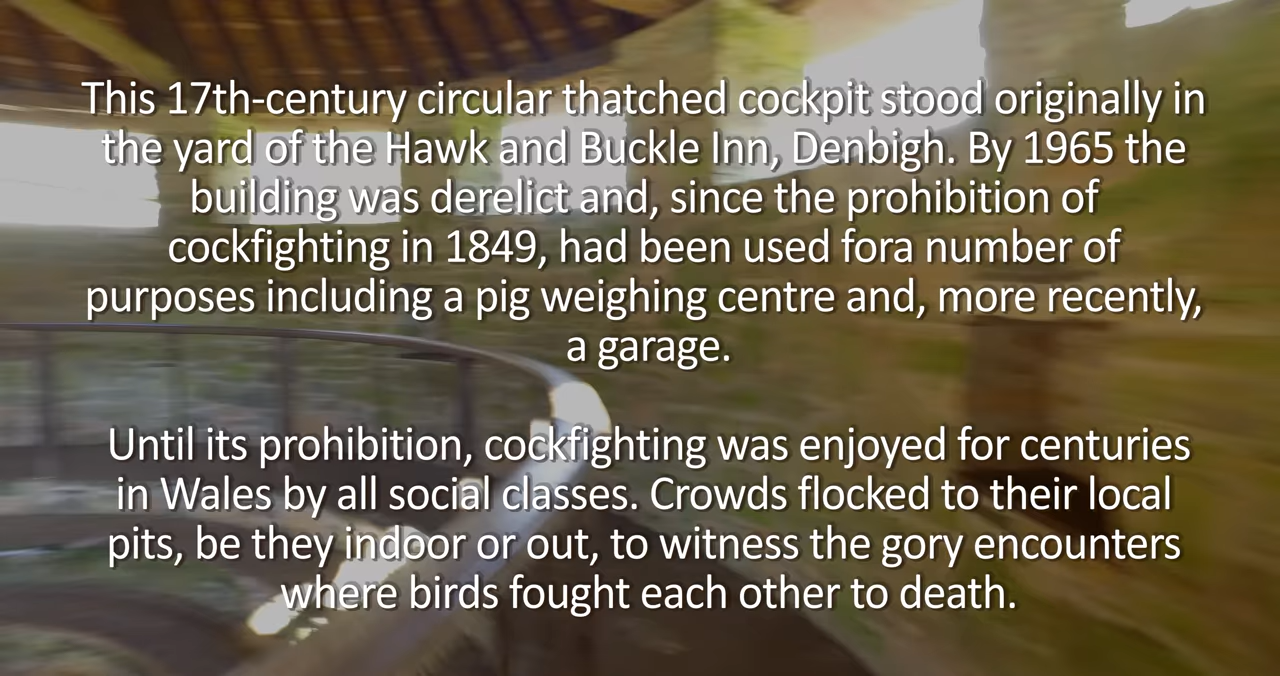 This 17th-century circular thatched cockpit stood originally in
the yard of the Hawk and Buckle Inn, Denbigh. By 1965 the
building was derelict and, since the prohibition of
cockfighting in 1849, had been used fora number of
purposes including a pig weighing centre and, more recently,
a garage.
Until its prohibition, cockfighting was enjoyed for centuries
in Wales by all social classes. Crowds flocked to their local
pits, be they indoor or out, to witness the gory encounters
where birds fought each other to death.